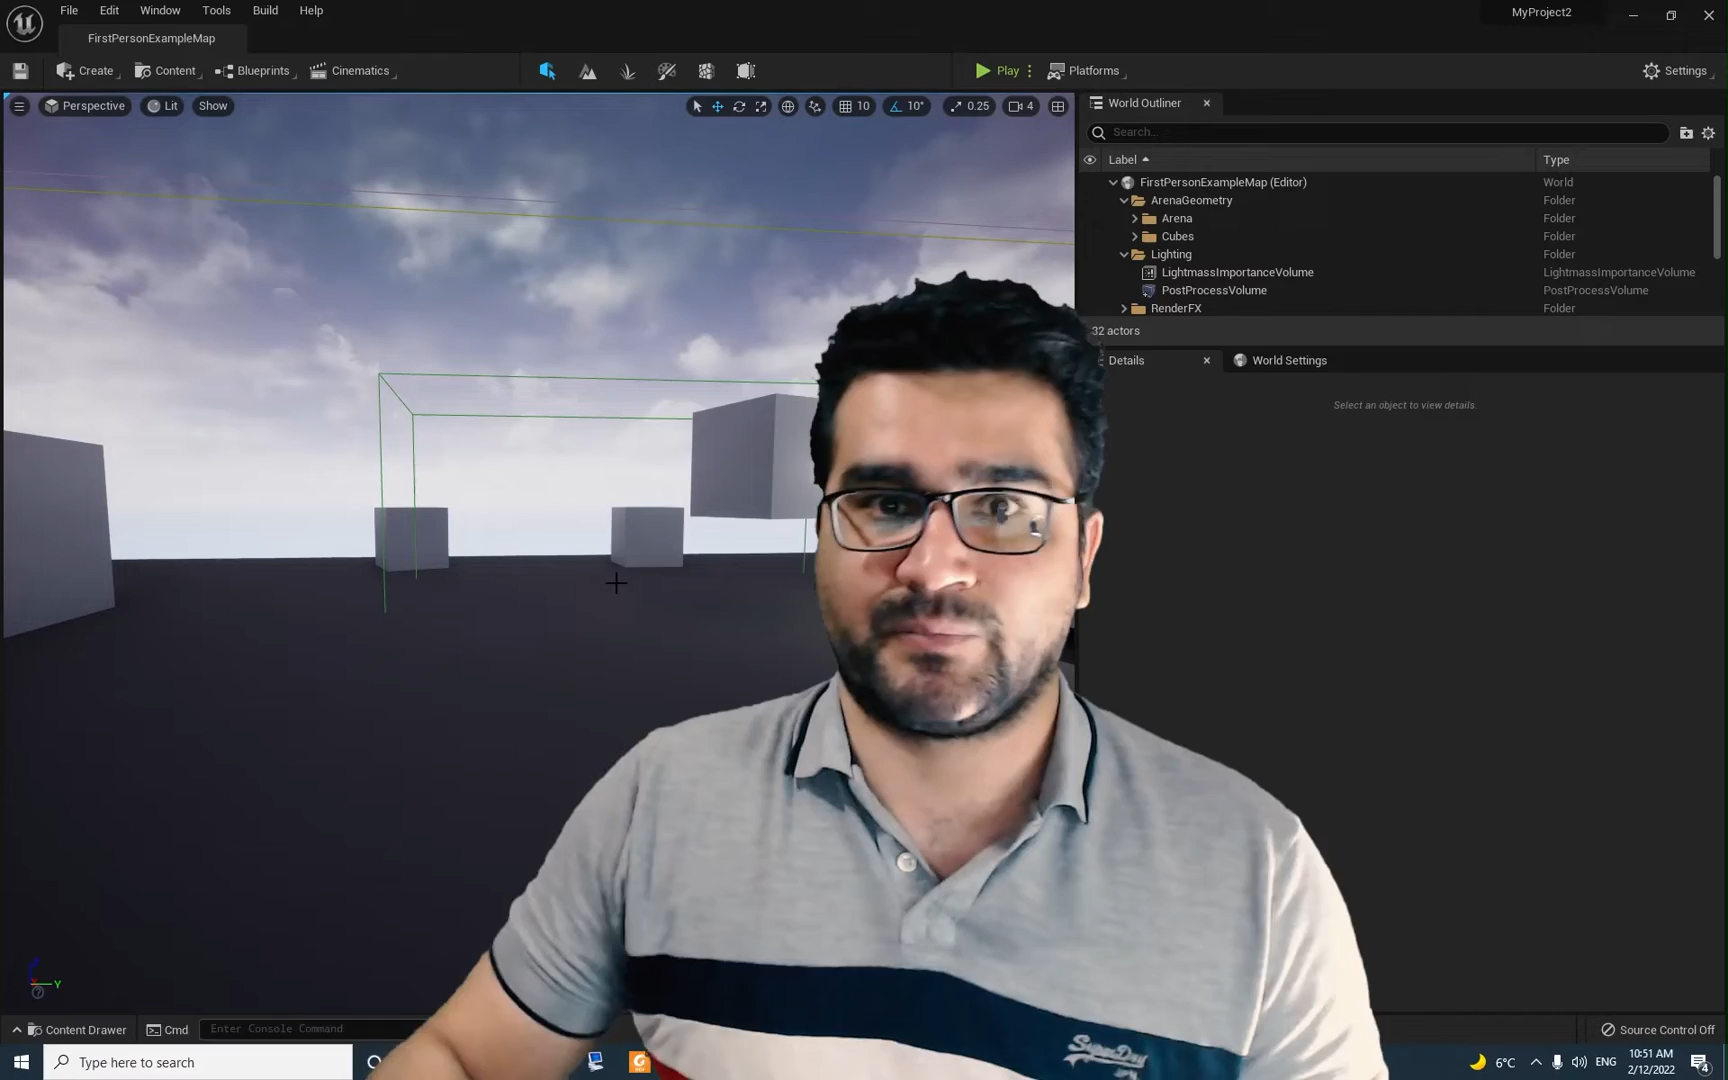 File Edit Window Tools Build Help
MyProject2
FirstPersonExampleMap
Create Content Blueprints Cinematics Play Platforms Settings
Perspective Lit Show 10 10° 0.25 4
World Outliner
Search...
Label Type
FirstPersonExampleMap (Editor) World
ArenaGeometry Folder
Arena Folder
Cubes Folder
Lighting Folder
LightmassImportanceVolume LightmassImportanceVolume
PostProcessVolume PostProcessVolume
RenderFX Folder
32 actors
Details World Settings
Select an object to view details.
Y
Content Drawer Cmd Enter Console Command Source Control Off
SuperDry
Type here to search
6°C ENG 10:51 AM
2/12/2022
4